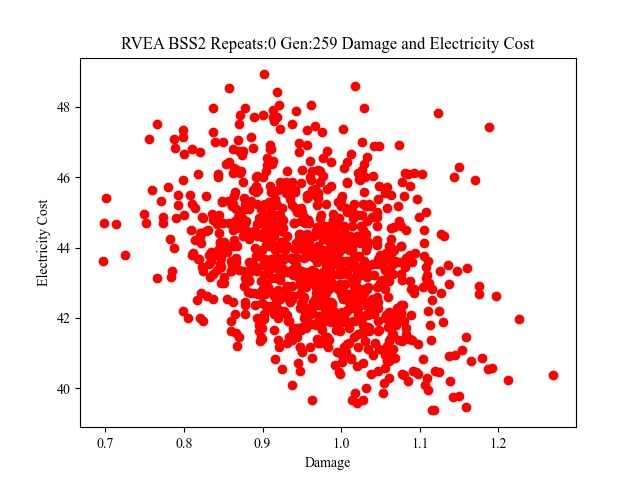 RVEA BSS2 Repeats:0 Gen:259 Damage and Electricity Cost
Electricity Cost
48
46
44
42
40
0.7 0.8 0.9 1.0 1.1 1.2
Damage